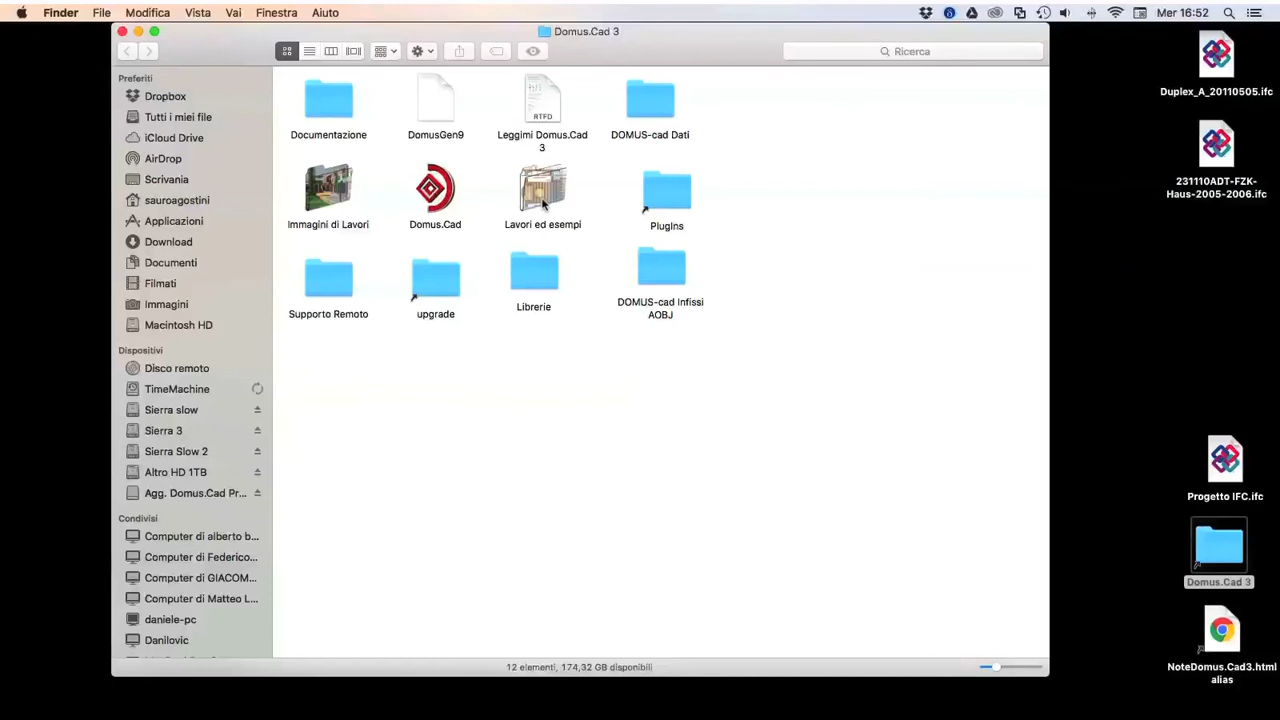 Finder File Modifica Vista Vai Finestra Aiuto Mer 16:52
Domus.Cad 3
Ricerca
Preferiti
Dropbox
Tutti i miei file
iCloud Drive
AirDrop
Scrivania
sauroagostini
Applicazioni
Download
Documenti
Filmati
Immagini
Macintosh HD
Dispositivi
Disco remoto
TimeMachine
Sierra slow
Sierra 3
Sierra Slow 2
Altro HD 1TB
Agg. Domus.Cad Pr...
Condivisi
Computer di alberto b...
Computer di Federico...
Computer di GIACOM...
Computer di Matteo L...
daniele-pc
Danilovic
RTFD
Documentazione
DomusGen9
Leggimi Domus.Cad
3
DOMUS-cad Dati
Immagini di Lavori
Domus.Cad
Lavori ed esempi
PlugIns
Supporto Remoto
upgrade
Librerie
DOMUS-cad Infissi
AOBJ
12 elementi, 174,32 GB disponibili
Duplex_A_20110505.ifc
231110ADT-FZK-
Haus-2005-2006.ifc
Progetto IFC.ifc
Domus.Cad 3
NoteDomus.Cad3.html
alias